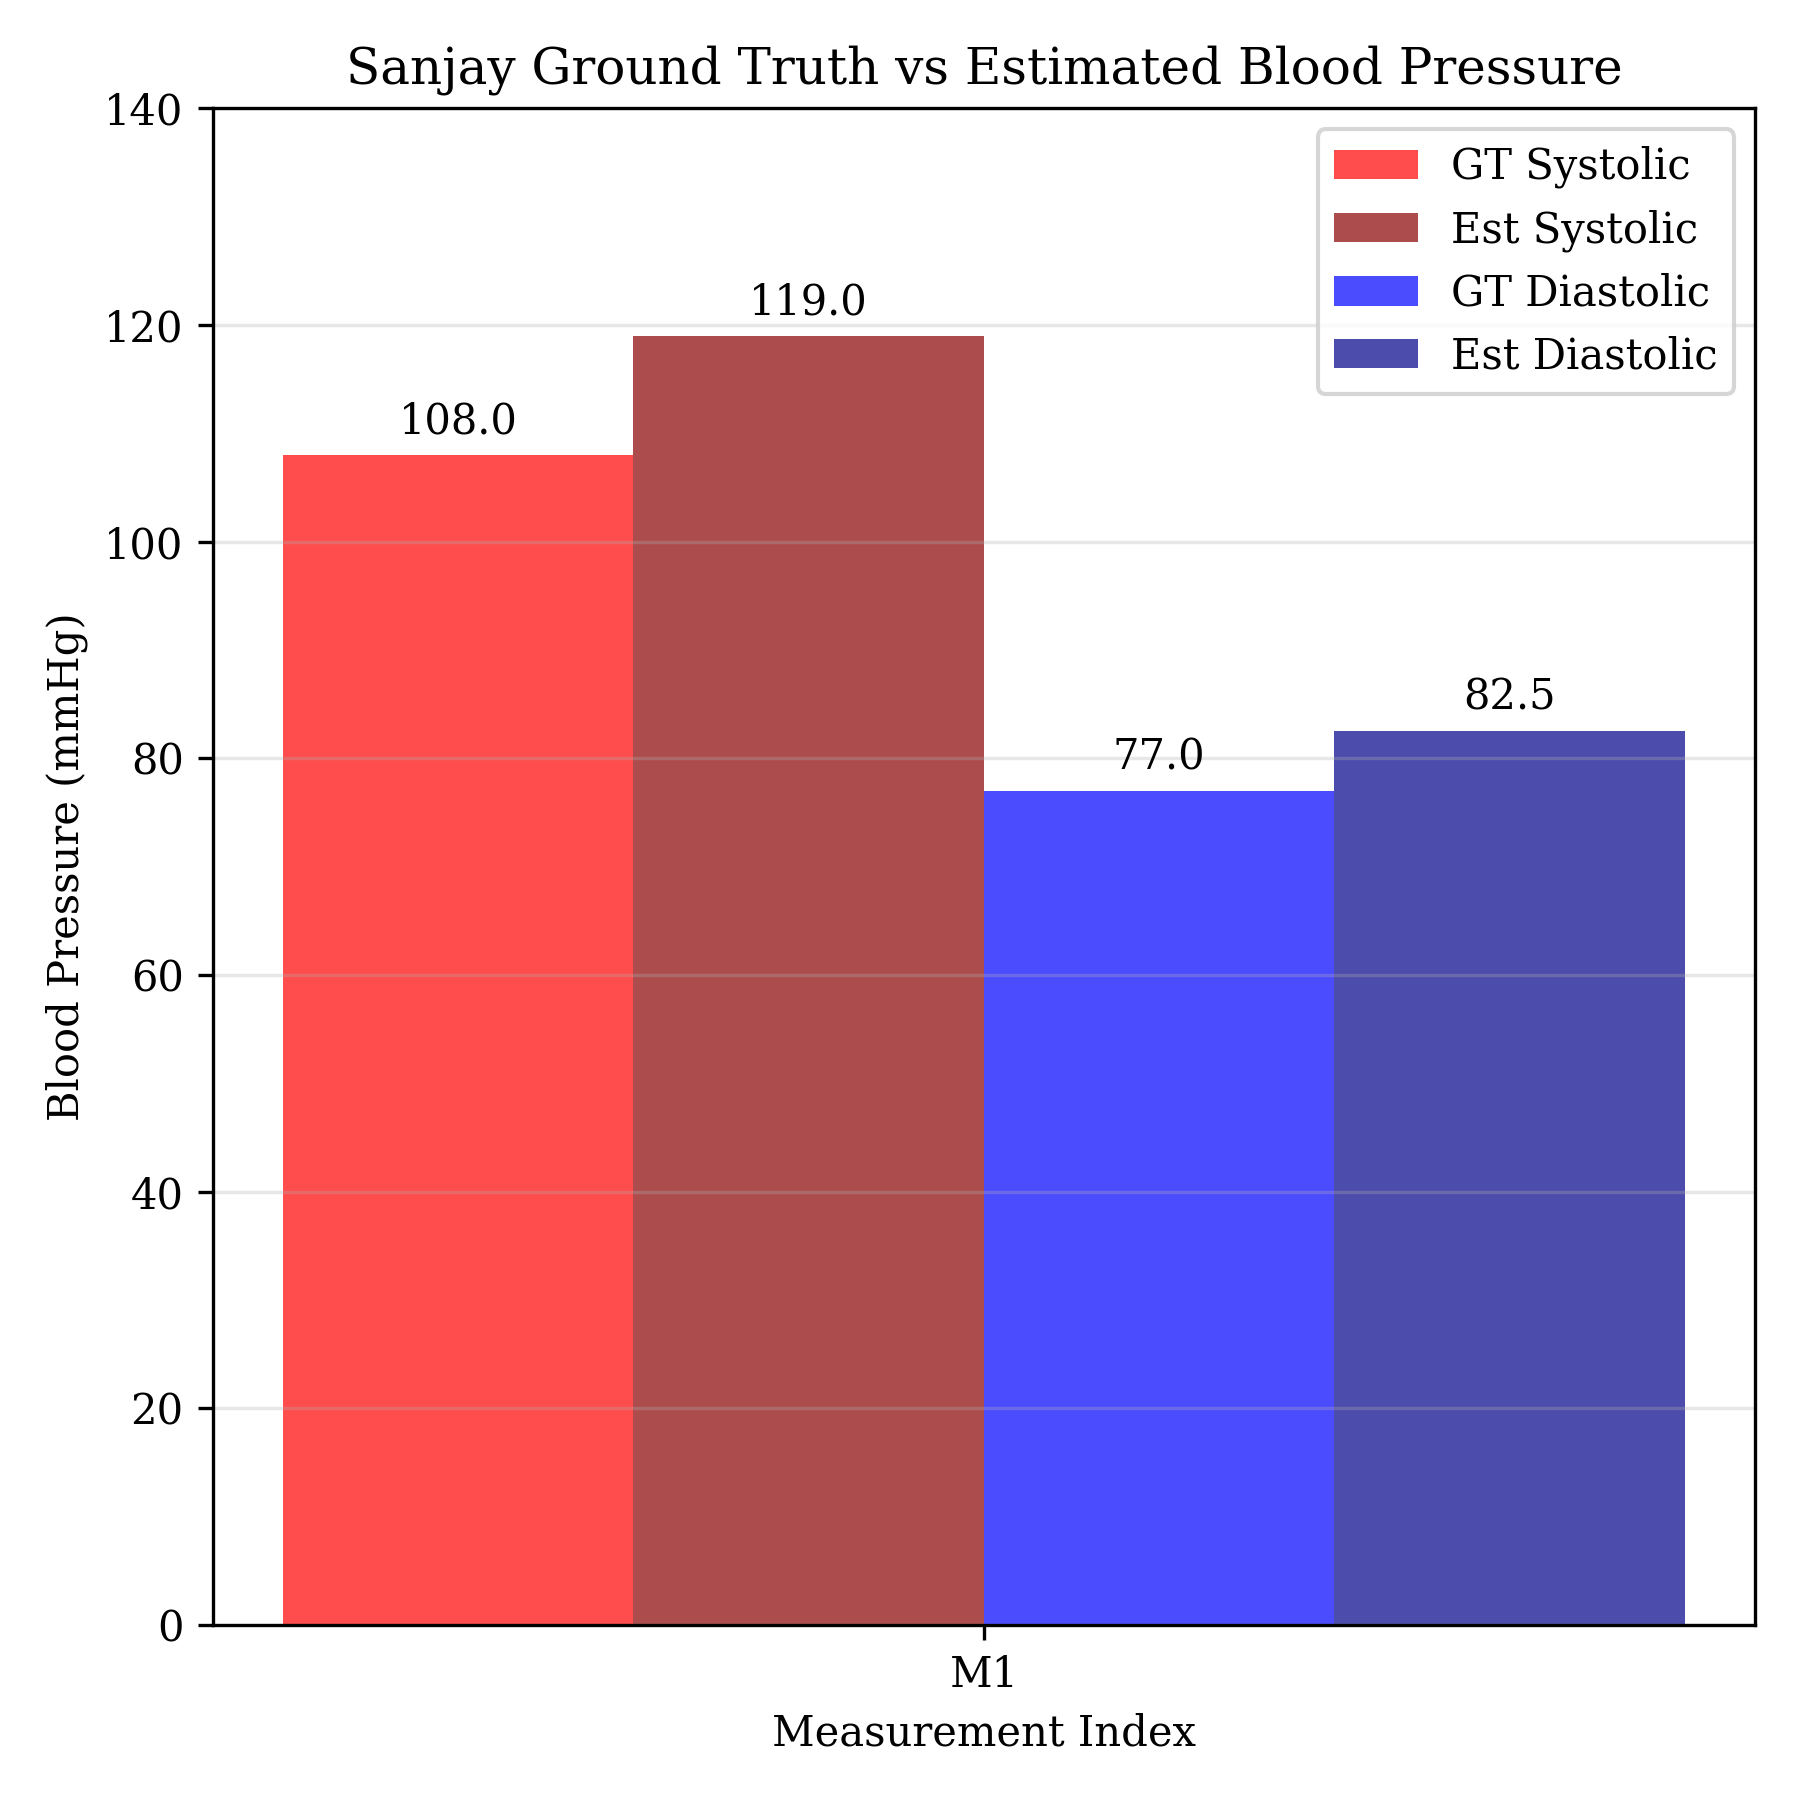 Sanjay Ground Truth vs Estimated Blood Pressure
140
120
100
80
60
40
20
0
Blood Pressure (mmHg)
GT Systolic
Est Systolic
GT Diastolic
Est Diastolic
108.0
119.0
77.0
82.5
M1
Measurement Index